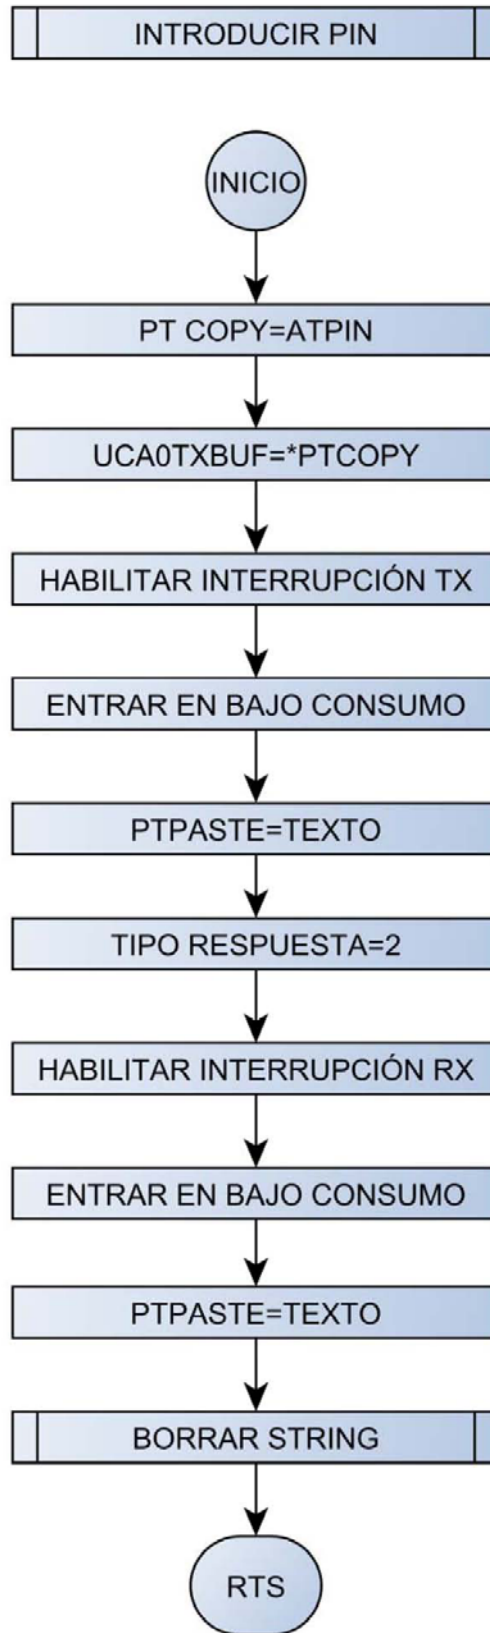 INTRODUCIR PIN
INICIO
PT COPY=ATPIN
UCA0TXBUF=*PTCOPY
HABILITAR INTERRUPCIÓN TX
ENTRAR EN BAJO CONSUMO
PTPASTE=TEXTO
TIPO RESPUESTA=2
HABILITAR INTERRUPCIÓN RX
ENTRAR EN BAJO CONSUMO
PTPASTE=TEXTO
BORRAR STRING
RTS